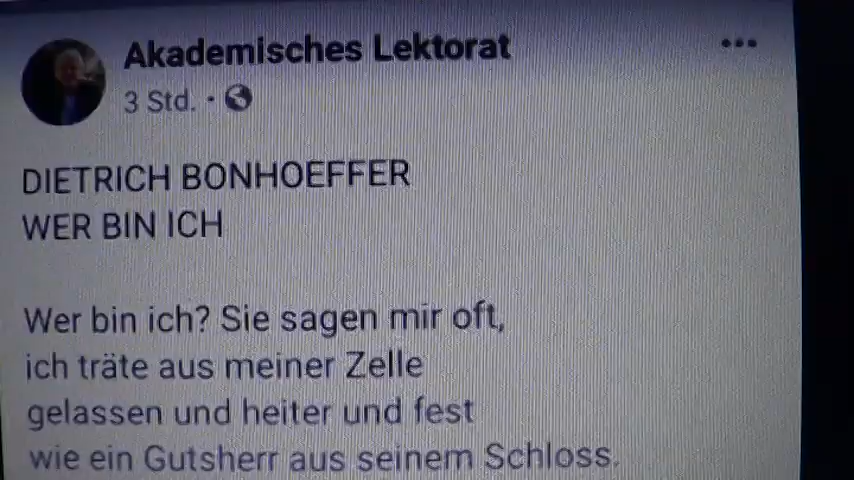 Akademisches Lektorat
3 Std. ·
DIETRICH BONHOEFFER
WER BIN ICH
Wer bin ich? Sie sagen mir oft,
ich träte aus meiner Zelle
gelassen und heiter und fest
wie ein Gutsherr aus seinem Schloss.